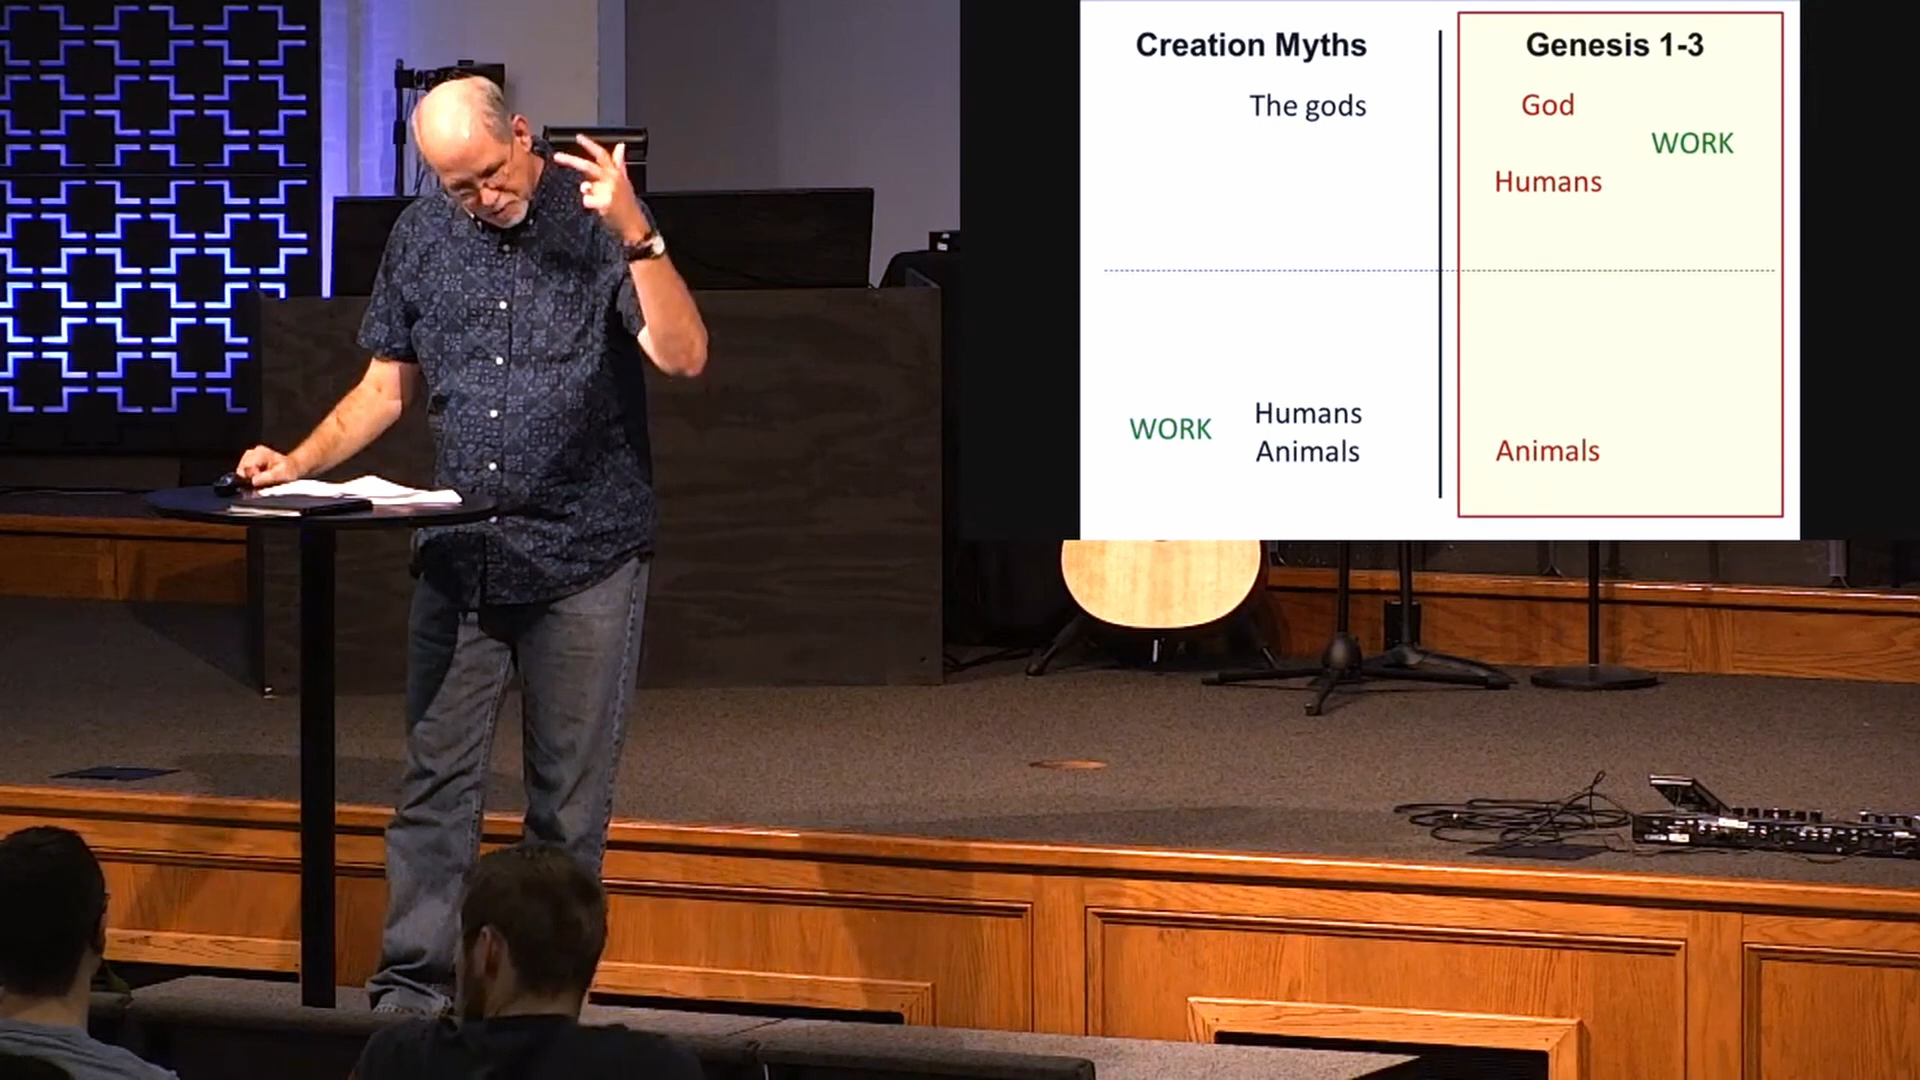 Creation Myths
The gods
WORK
Humans
Animals
Genesis 1-3
God
WORK
Humans
Animals